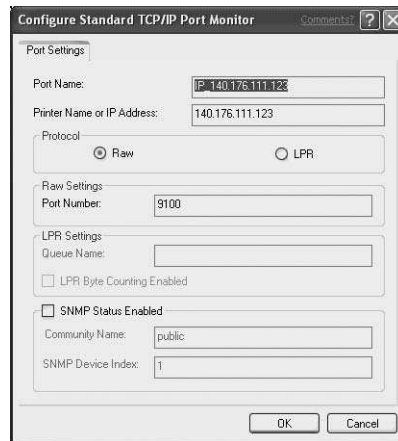 Configure Standard TCP/IP Port Monitor Comments? ? X
Port Settings
Port Name: IP_140.176.111.123
Printer Name or IP Address: 140.176.111.123
Protocol
Raw LPR
Raw Settings
Port Number: 9100
LPR Settings
Queue Name:
LPR Byte Counting Enabled
SNMP Status Enabled
Community Name: public
SNMP Device Index: 1
OK Cancel